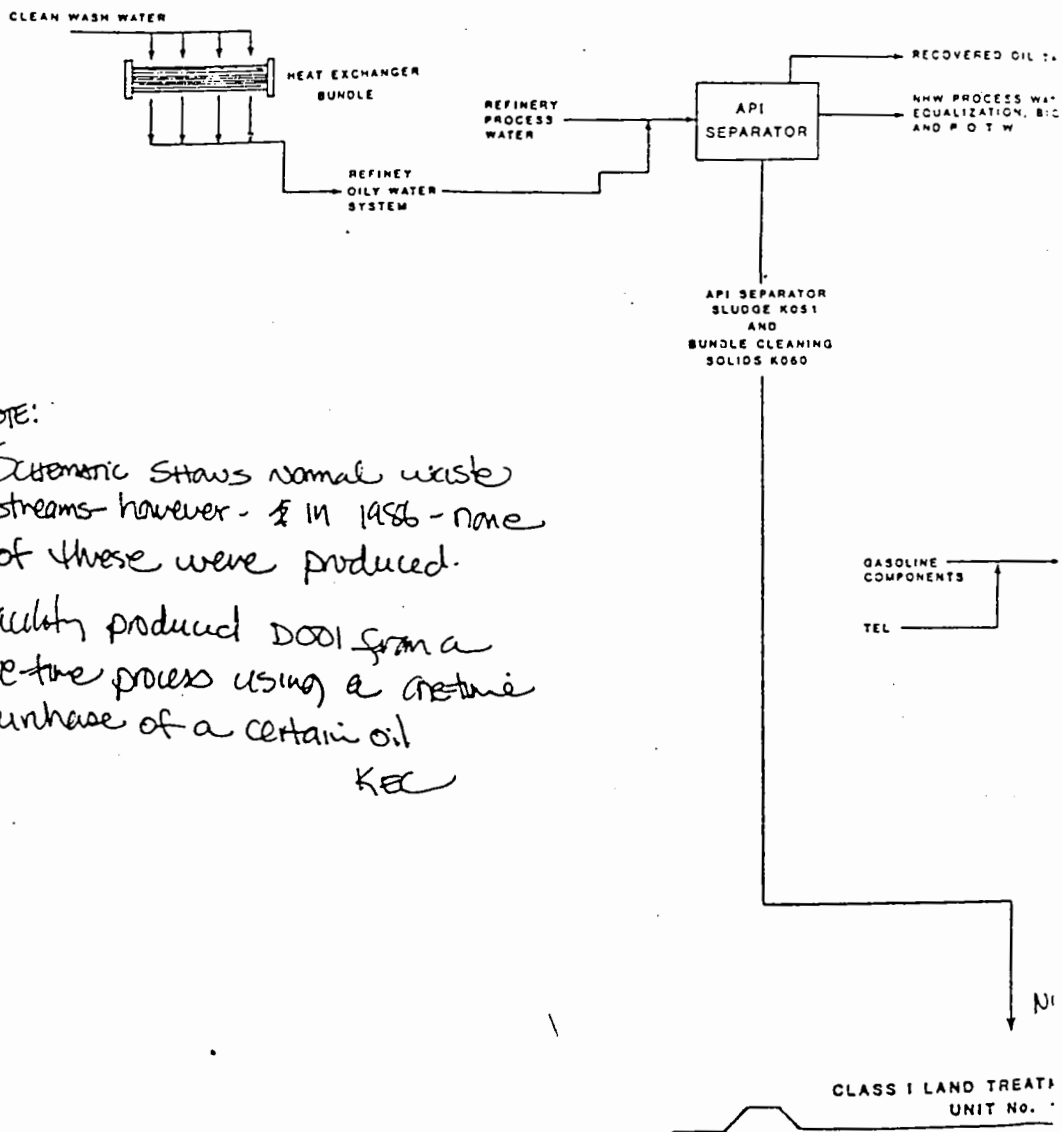 CLEAN WASH WATER
HEAT EXCHANGER
BUNDLE
REFINERY
PROCESS
WATER
API
SEPARATOR
RECOVERED OIL
NHW PROCESS
EQUALIZATION,
AND P O T W
REFINEY
OILY WATER
SYSTEM
API SEPARATOR
SLUDGE K051
AND
BUNDLE CLEANING
SOLIDS K060
OTE:
SCHEMATIC SHOWS normal waste
streams - however - in 1986 - none
of these were produced.
produced D001 from a
process using a one-time
of a certain oil
KEC
GASOLINE
COMPONENTS
TEL
CLASS I LAND
UNIT No.